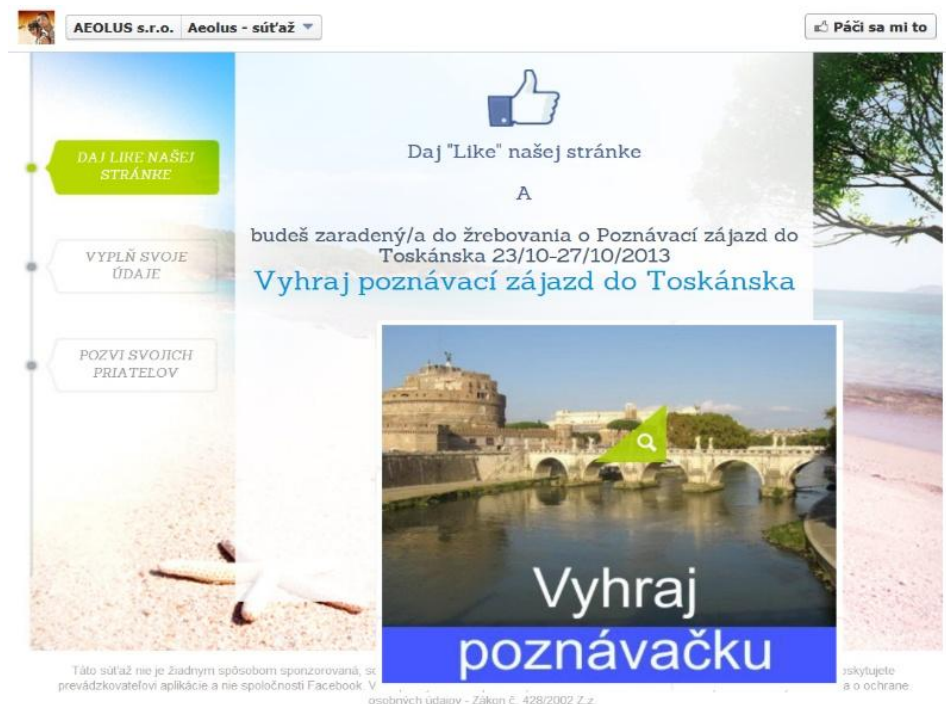 AEOLUS s.r.o. Aeolus - súťaž
Páči sa mi to
DAJ LIKE NAŠEJ
STRÁNKE
VYPLŇ SVOJE
ÚDAJE
POZVI SVOJICH
PRIATEĽOV
Daj "Like" našej stránke
A
budeš zaradený/a do žrebovania o Poznávací zájazd do
Toskánska 23/10-27/10/2013
Vyhraj poznávací zájazd do Toskánska
Vyhraj
poznávačku
Táto súťaž nie je žiadnym spôsobom sponzorovaná,
prevádzkovateľovi aplikácie a nie spoločnosti Facebook. V a o ochrane
osobných údajov - Zákon č. 428/2002 Z.z.